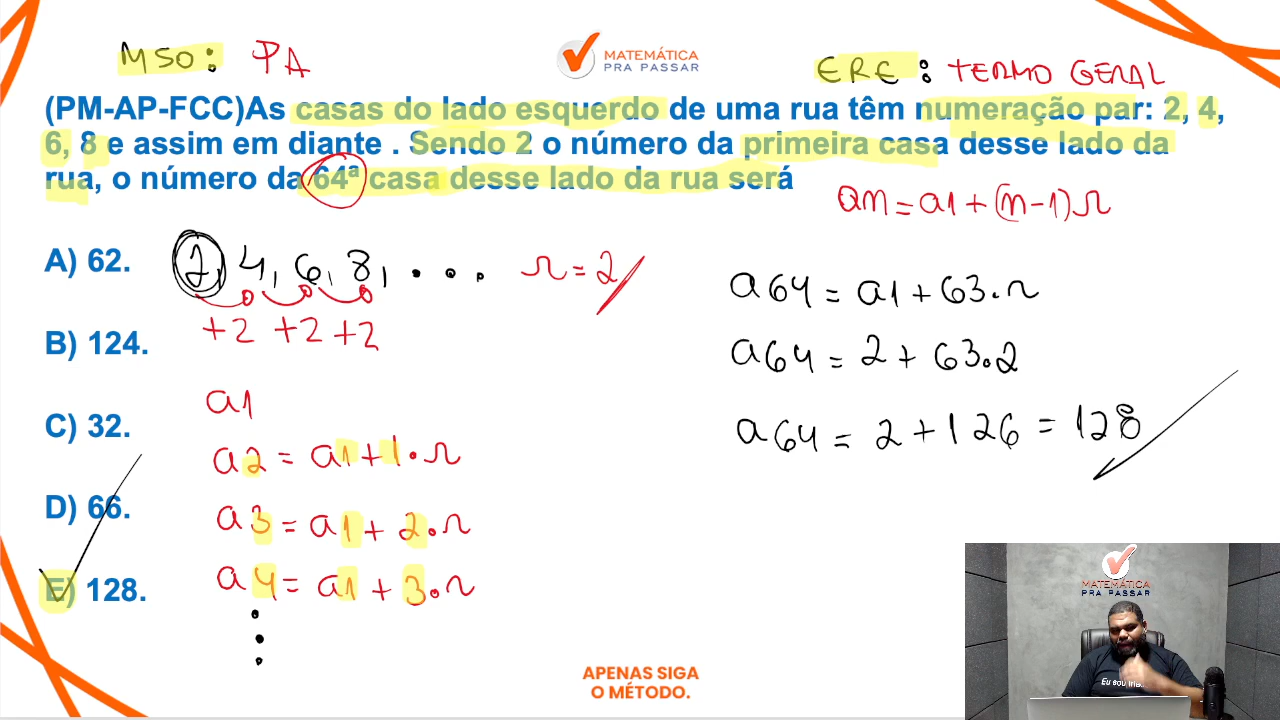 MSO: PA
MATEMÁTICA
PRA PASSAR
ERE: TERMO GERAL
(PM-AP-FCC)As casas do lado esquerdo de uma rua têm numeração par: 2, 4,
6, 8 e assim em diante . Sendo 2 o número da primeira casa desse lado da
rua, o número da 64ª casa desse lado da rua será
an = a1 + (n-1)r
A) 62.
2, 4, 6, 8, . . .
r = 2
+2 +2 +2
a64 = a1 + 63.r
B) 124.
a64 = 2 + 63.2
a1
C) 32.
a64 = 2 + 126 = 128
a2 = a1 + 1.r
D) 66.
a3 = a1 + 2.r
E) 128.
a4 = a1 + 3.r
MATEMÁTICA
PRA PASSAR
APENAS SIGA
O MÉTODO.
Eu sou